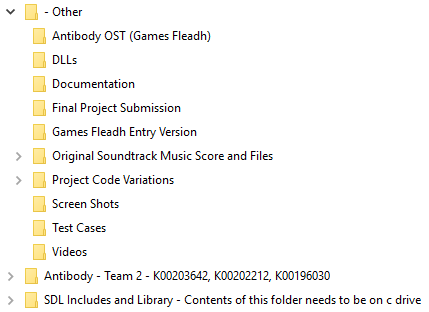 - Other
Antibody OST (Games Fleadh)
DLLs
Documentation
Final Project Submission
Games Fleadh Entry Version
Original Soundtrack Music Score and Files
Project Code Variations
Screen Shots
Test Cases
Videos
Antibody - Team 2 - K00203642, K00202212, K00196030
SDL Includes and Library - Contents of this folder needs to be on c drive